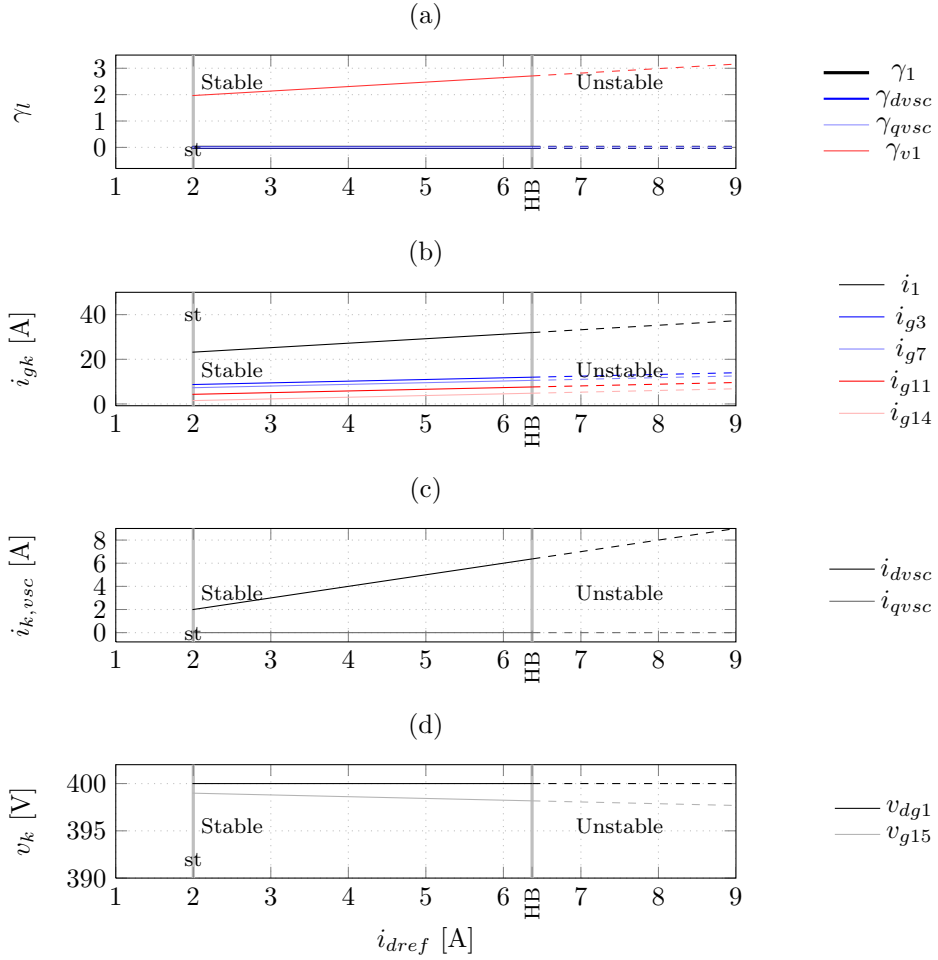 (a)
γl
3
2
1
0
Stable
Unstable
st
1 2 3 4 5 6 7 8 9
HB
γ1
γdvsc
γqvsc
γv1
(b)
igk [A]
40
20
0
st
Stable
Unstable
1 2 3 4 5 6 7 8 9
HB
i1
ig3
ig7
ig11
ig14
(c)
ik,vsc [A]
8
6
4
2
0
Stable
Unstable
st
1 2 3 4 5 6 7 8 9
HB
idvsc
iqvsc
(d)
vk [V]
400
395
390
Stable
Unstable
st
1 2 3 4 5 6 7 8 9
HB
vdg1
vg15
idref [A]